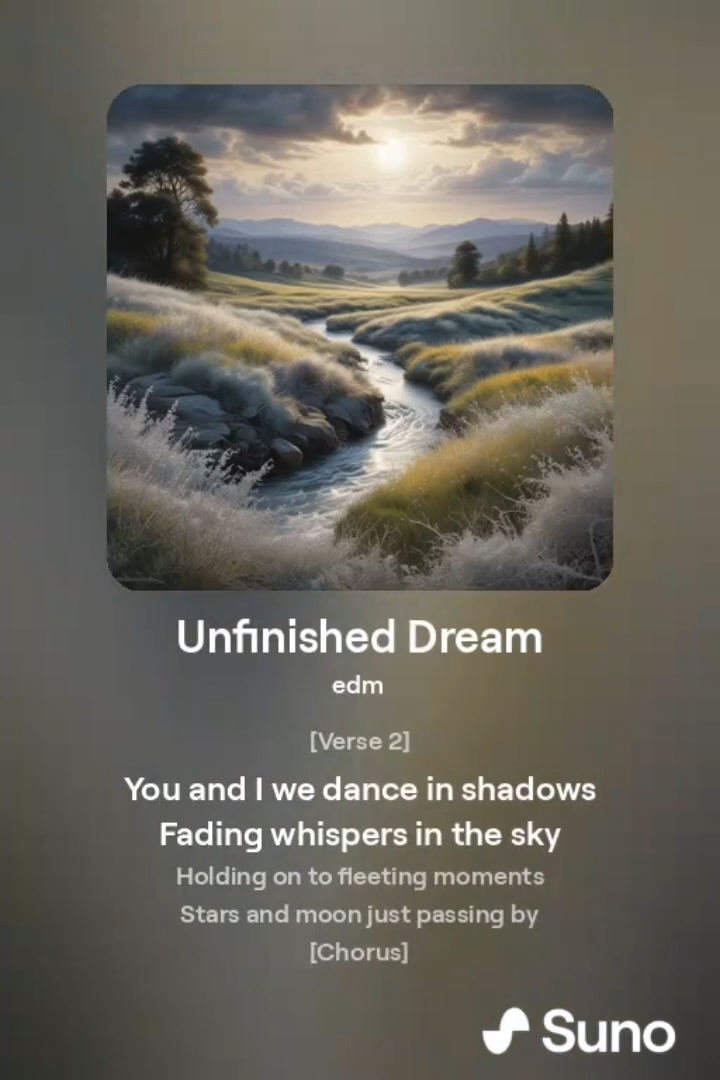 Unfinished Dream
edm
[Verse 2]
You and I we dance in shadows
Fading whispers in the sky
Holding on to fleeting moments
Stars and moon just passing by
[Chorus]
Suno